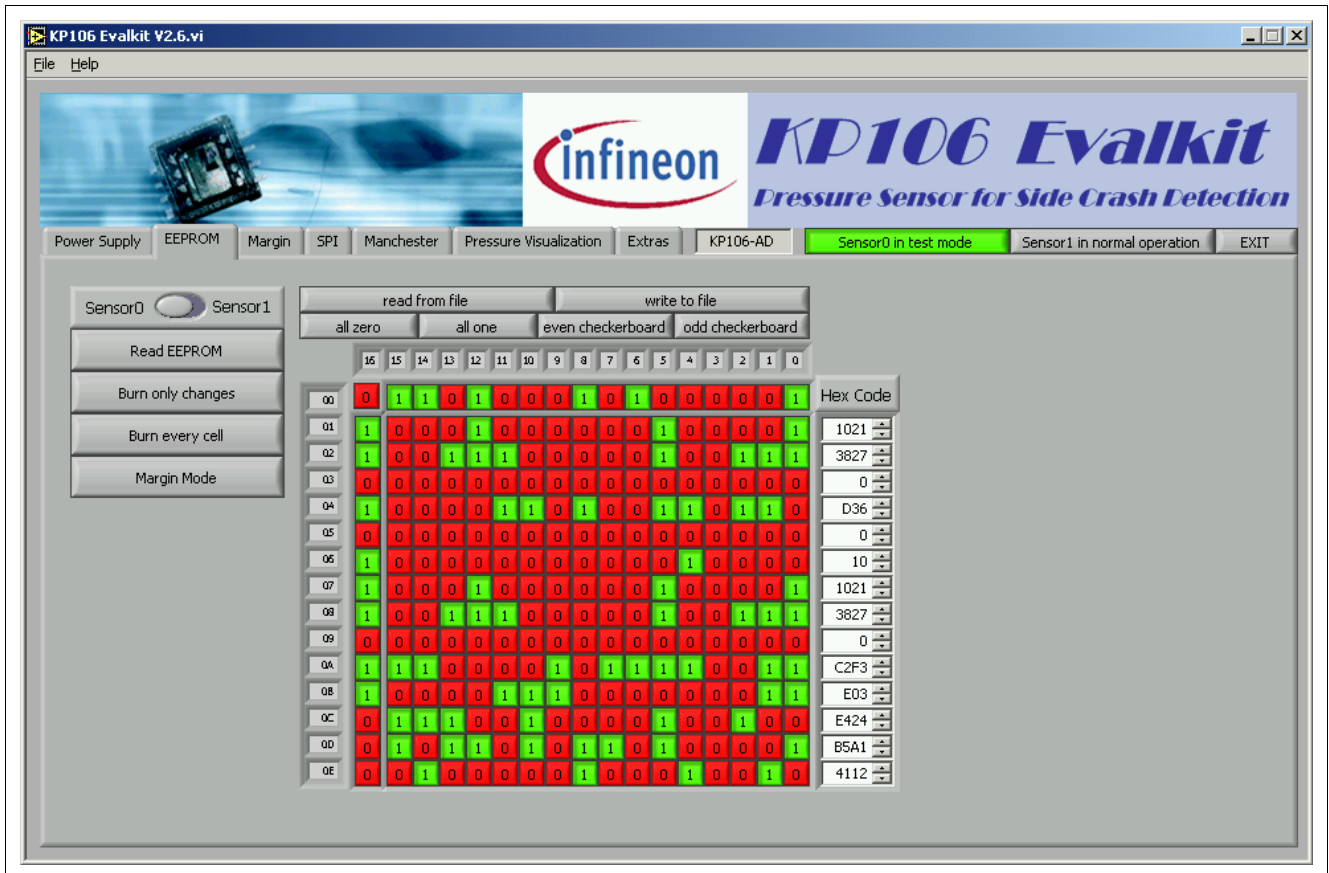 KP106 Evalkit V2.6.vi
File Help
infineon
KP106 Evalkit
Pressure Sensor for Side Crash Detection
Power Supply EEPROM Margin SPI Manchester Pressure Visualization Extras KP106-AD Sensor0 in test mode Sensor1 in normal operation EXIT
Sensor0 Sensor1
Read EEPROM
Burn only changes
Burn every cell
Margin Mode
read from file write to file
all zero all one even checkerboard odd checkerboard
16 15 14 13 12 11 10 9 8 7 6 5 4 3 2 1 0
00 0 1 1 0 1 0 0 0 1 0 1 0 0 0 0 0 1 Hex Code
01 1 0 0 0 1 0 0 0 0 0 0 1 0 0 0 0 1 1021
02 1 0 0 1 1 1 0 0 0 0 0 1 0 0 1 1 1 3827
03 0 0 0 0 0 0 0 0 0 0 0 0 0 0 0 0 0 0
04 1 0 0 0 0 1 1 0 1 0 0 1 1 0 1 1 0 D36
05 0 0 0 0 0 0 0 0 0 0 0 0 0 0 0 0 0 0
06 1 0 0 0 0 0 0 0 0 0 0 0 1 0 0 0 0 10
07 1 0 0 0 1 0 0 0 0 0 0 1 0 0 0 0 1 1021
08 1 0 0 1 1 1 0 0 0 0 0 1 0 0 1 1 1 3827
09 0 0 0 0 0 0 0 0 0 0 0 0 0 0 0 0 0 0
0A 1 1 1 0 0 0 0 1 0 1 1 1 1 0 0 1 1 C2F3
0B 1 0 0 0 0 1 1 1 0 0 0 0 0 0 0 1 1 E03
0C 0 1 1 1 0 0 1 0 0 0 0 1 0 0 1 0 0 E424
0D 0 1 0 1 1 0 1 0 1 1 0 1 0 0 0 0 1 B5A1
0E 0 0 1 0 0 0 0 0 1 0 0 0 1 0 0 1 0 4112